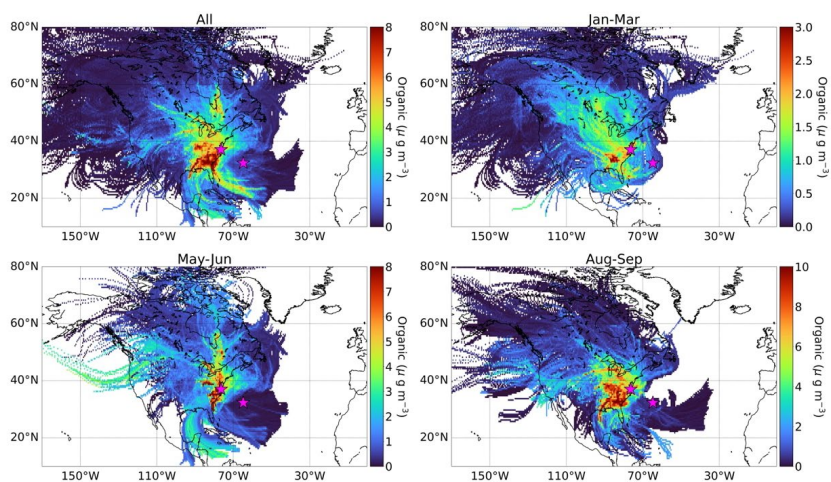 All
80°N
60°N
40°N
20°N
150°W 110°W 70°W 30°W
8
7
6
5
4
3
2
1
0
Organic (μ g m⁻³)
Jan-Mar
80°N
60°N
40°N
20°N
150°W 110°W 70°W 30°W
3.0
2.5
2.0
1.5
1.0
0.5
0.0
Organic (μ g m⁻³)
May-Jun
80°N
60°N
40°N
20°N
150°W 110°W 70°W 30°W
8
7
6
5
4
3
2
1
0
Organic (μ g m⁻³)
Aug-Sep
80°N
60°N
40°N
20°N
150°W 110°W 70°W 30°W
10
8
6
4
2
0
Organic (μ g m⁻³)